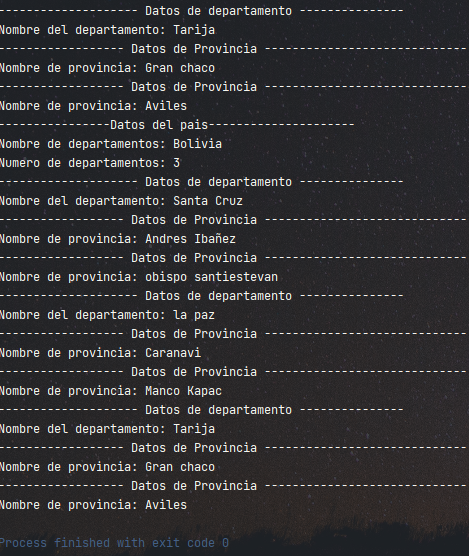 -------------------- Datos de departamento ---------------
Nombre del departamento: Tarija
------------------ Datos de Provincia -----------------------------
Nombre de provincia: Gran chaco
------------------ Datos de Provincia -----------------------------
Nombre de provincia: Aviles
----------------Datos del pais---------------------
Nombre de departamentos: Bolivia
Numero de departamentos: 3
-------------------- Datos de departamento ---------------
Nombre del departamento: Santa Cruz
------------------ Datos de Provincia -----------------------------
Nombre de provincia: Andres Ibañez
------------------ Datos de Provincia -----------------------------
Nombre de provincia: obispo santiestevan
-------------------- Datos de departamento ---------------
Nombre del departamento: la paz
------------------ Datos de Provincia -----------------------------
Nombre de provincia: Caranavi
------------------ Datos de Provincia -----------------------------
Nombre de provincia: Manco Kapac
-------------------- Datos de departamento ---------------
Nombre del departamento: Tarija
------------------ Datos de Provincia -----------------------------
Nombre de provincia: Gran chaco
------------------ Datos de Provincia -----------------------------
Nombre de provincia: Aviles
Process finished with exit code 0